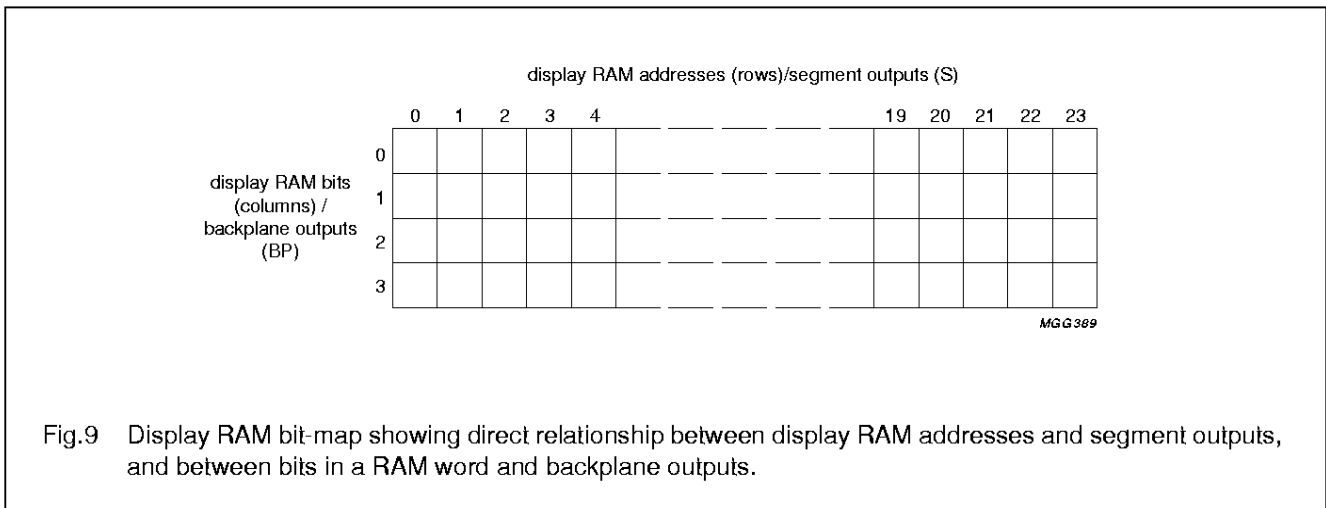 display RAM addresses (rows)/segment outputs (S)
0 1 2 3 4 19 20 21 22 23
0
display RAM bits
1
(columns) /
backplane outputs
2
(BP)
3
MGG389
Fig.9 Display RAM bit-map showing direct relationship between display RAM addresses and segment outputs,
and between bits in a RAM word and backplane outputs.